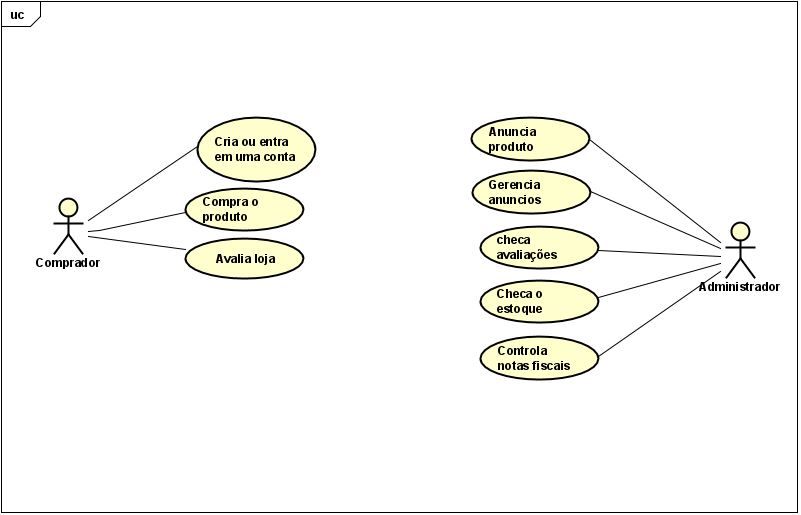 uc
Cria ou entra
em uma conta
Compra o
produto
Avalia loja
Comprador
Anuncia
produto
Gerencia
anuncios
checa
avaliações
Checa o
estoque
Controla
notas fiscais
Administrador